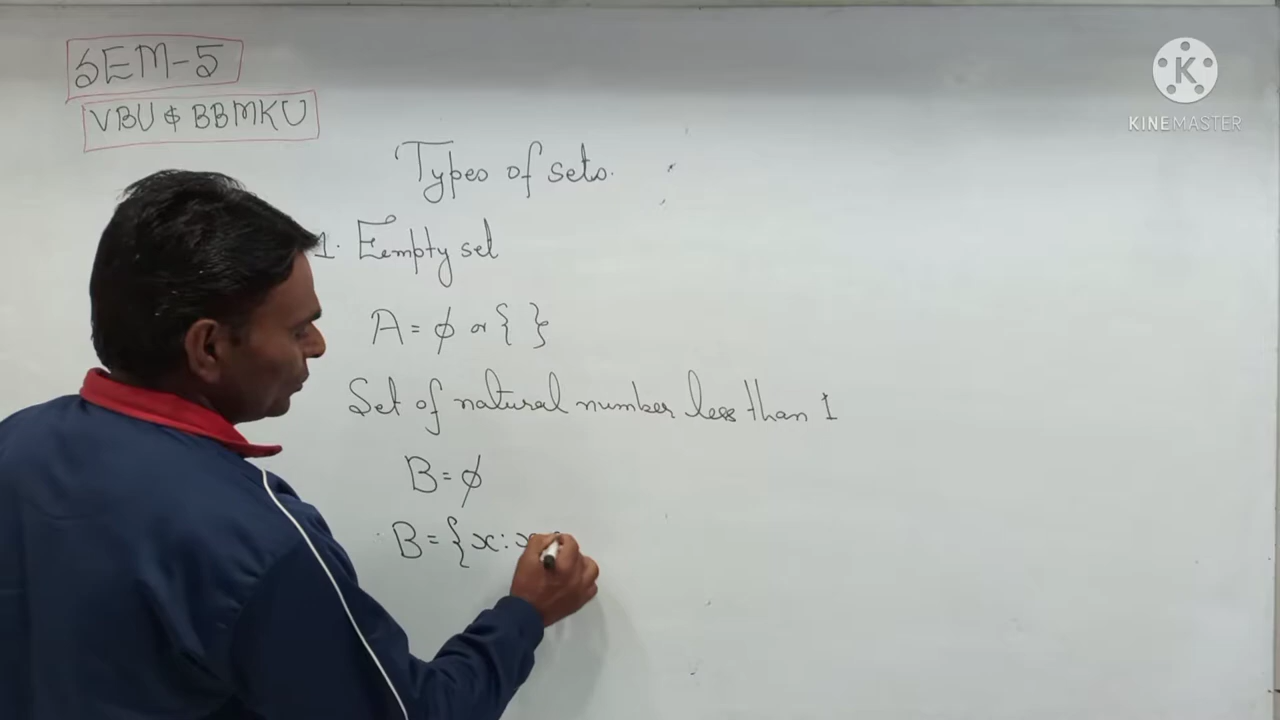 SEM-5
VBU & BBMKU
KINEMASTER
Types of sets.
1. Eempty set
A = ϕ or { }
Set of natural number less than 1
B = ϕ
B = {x : x